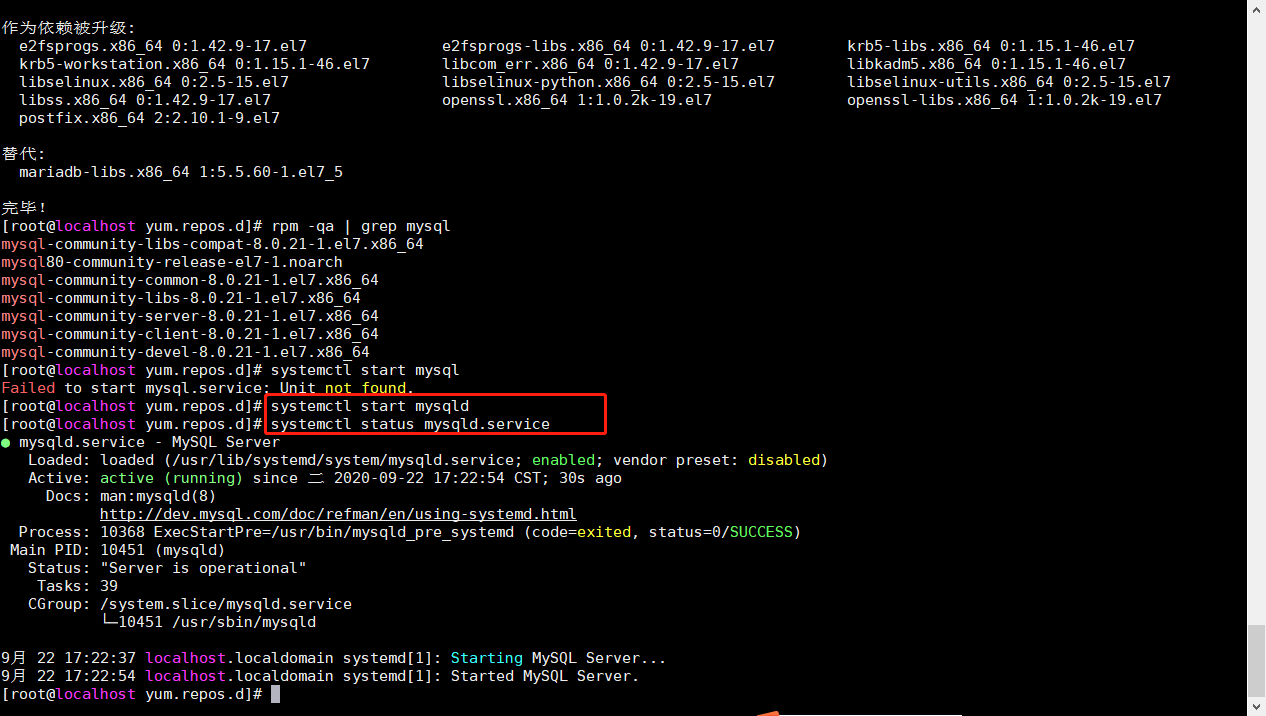 作为依赖被升级:
e2fsprogs.x86_64 0:1.42.9-17.el7 e2fsprogs-libs.x86_64 0:1.42.9-17.el7 krb5-libs.x86_64 0:1.15.1-46.el7
krb5-workstation.x86_64 0:1.15.1-46.el7 libcom_err.x86_64 0:1.42.9-17.el7 libkadm5.x86_64 0:1.15.1-46.el7
libselinux.x86_64 0:2.5-15.el7 libselinux-python.x86_64 0:2.5-15.el7 libselinux-utils.x86_64 0:2.5-15.el7
libss.x86_64 0:1.42.9-17.el7 openssl.x86_64 1:1.0.2k-19.el7 openssl-libs.x86_64 1:1.0.2k-19.el7
postfix.x86_64 2:2.10.1-9.el7
替代:
mariadb-libs.x86_64 1:5.5.60-1.el7_5
完毕！
[root@localhost yum.repos.d]# rpm -qa | grep mysql
mysql-community-libs-compat-8.0.21-1.el7.x86_64
mysql80-community-release-el7-1.noarch
mysql-community-common-8.0.21-1.el7.x86_64
mysql-community-libs-8.0.21-1.el7.x86_64
mysql-community-server-8.0.21-1.el7.x86_64
mysql-community-client-8.0.21-1.el7.x86_64
mysql-community-devel-8.0.21-1.el7.x86_64
[root@localhost yum.repos.d]# systemctl start mysql
Failed to start mysql.service: Unit not found.
[root@localhost yum.repos.d]# systemctl start mysqld
[root@localhost yum.repos.d]# systemctl status mysqld.service
● mysqld.service - MySQL Server
Loaded: loaded (/usr/lib/systemd/system/mysqld.service; enabled; vendor preset: disabled)
Active: active (running) since 二 2020-09-22 17:22:54 CST; 30s ago
Docs: man:mysqld(8)
http://dev.mysql.com/doc/refman/en/using-systemd.html
Process: 10368 ExecStartPre=/usr/bin/mysqld_pre_systemd (code=exited, status=0/SUCCESS)
Main PID: 10451 (mysqld)
Status: "Server is operational"
Tasks: 39
CGroup: /system.slice/mysqld.service
└─10451 /usr/sbin/mysqld
9月 22 17:22:37 localhost.localdomain systemd[1]: Starting MySQL Server...
9月 22 17:22:54 localhost.localdomain systemd[1]: Started MySQL Server.
[root@localhost yum.repos.d]#